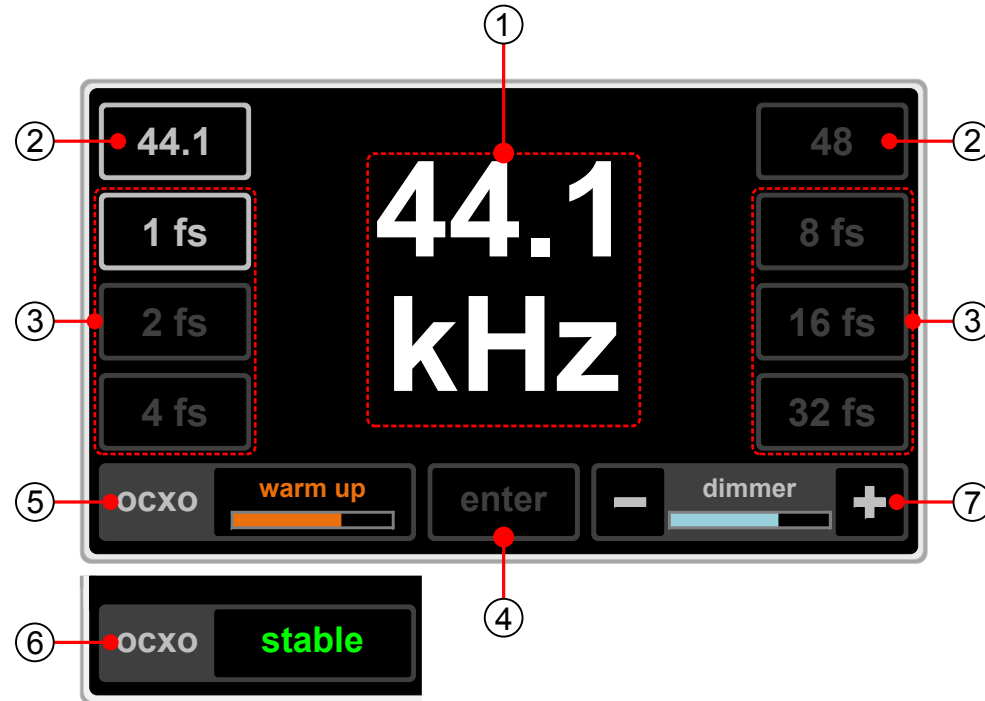 1
2
44.1
48
2
44.1
kHz
1 fs
8 fs
3
2 fs
16 fs
3
4 fs
32 fs
5
ocxo
warm up
enter
dimmer
7
4
6
ocxo
stable